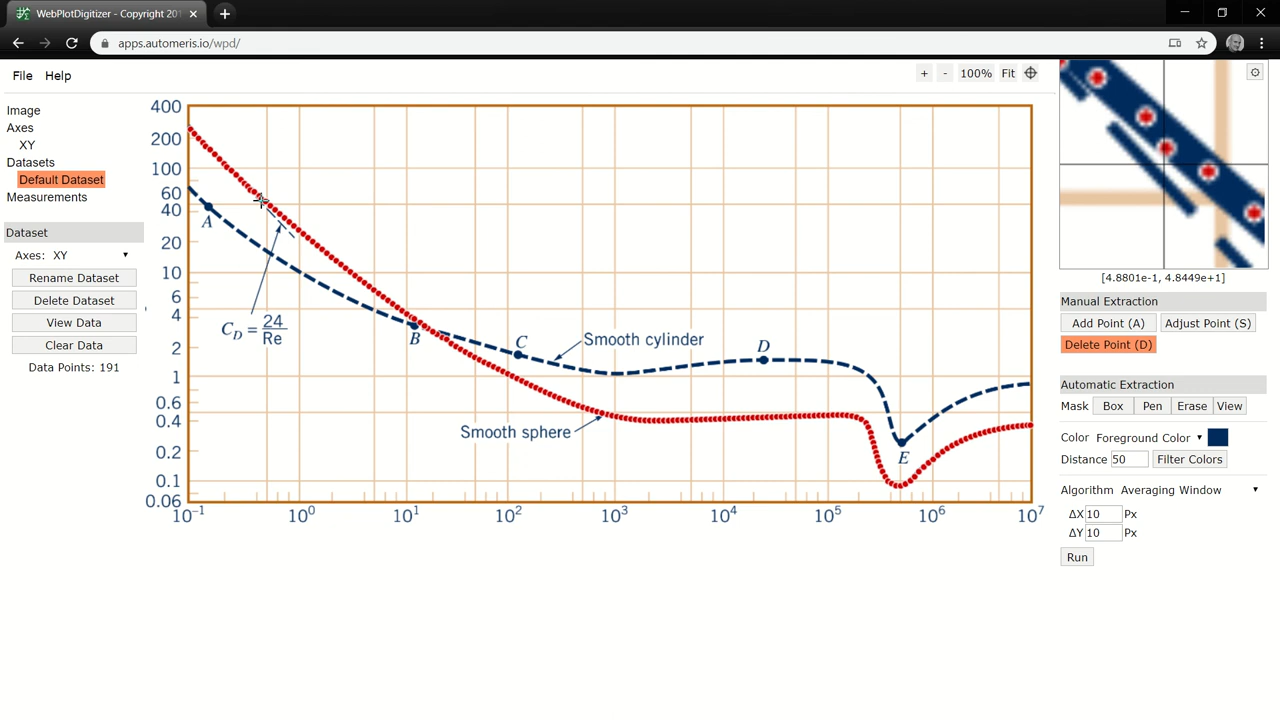 WebPlotDigitizer - Copyright 201
apps.automeris.io/wpd/
File Help
+ - 100% Fit
Image
Axes
XY
Datasets
Default Dataset
Measurements
Dataset
Axes: XY
Rename Dataset
Delete Dataset
View Data
Clear Data
Data Points: 191
400
200
100
60
40
20
10
6
4
2
1
0.6
0.4
0.2
0.1
0.06
10⁻¹ 10⁰ 10¹ 10² 10³ 10⁴ 10⁵ 10⁶ 10⁷
A
C_D = 24/Re
B
C
Smooth cylinder
D
Smooth sphere
E
[4.8801e-1, 4.8449e+1]
Manual Extraction
Add Point (A) Adjust Point (S)
Delete Point (D)
Automatic Extraction
Mask Box Pen Erase View
Color Foreground Color
Distance 50 Filter Colors
Algorithm Averaging Window
ΔX 10 Px
ΔY 10 Px
Run